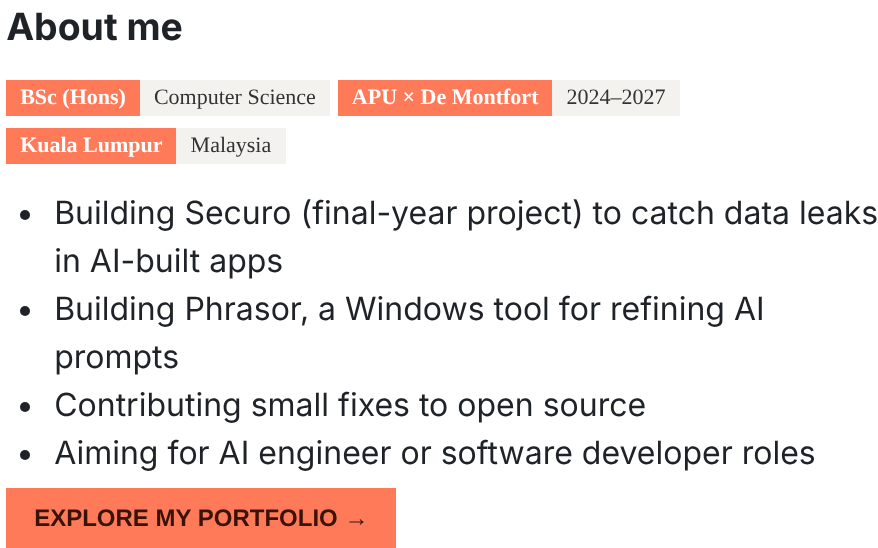 About me
BSc (Hons) Computer Science APU × De Montfort 2024–2027
Kuala Lumpur Malaysia
• Building Securo (final-year project) to catch data leaks
in AI-built apps
• Building Phrasor, a Windows tool for refining AI
prompts
• Contributing small fixes to open source
• Aiming for AI engineer or software developer roles
EXPLORE MY PORTFOLIO →